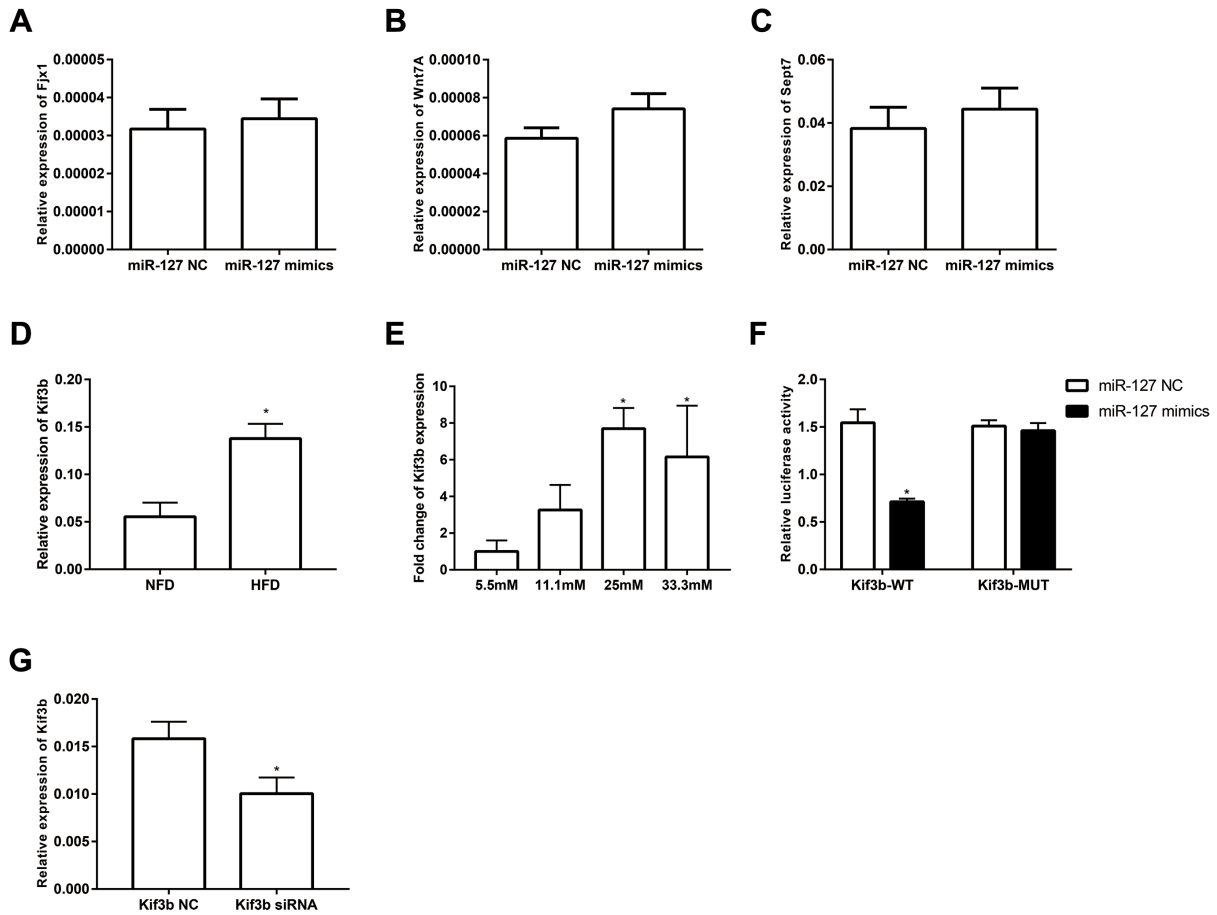 A
Relative expression of Fjx1
0.00005
0.00004
0.00003
0.00002
0.00001
0.00000
miR-127 NC miR-127 mimics
B
Relative expression of Wnt7A
0.00010
0.00008
0.00006
0.00004
0.00002
0.00000
miR-127 NC miR-127 mimics
C
Relative expression of Sept7
0.06
0.04
0.02
0.00
miR-127 NC miR-127 mimics
D
Relative expression of Kif3b
0.20
0.15
0.10
0.05
0.00
*
NFD HFD
E
Fold change of Kif3b expression
10
8
6
4
2
0
* *
5.5mM 11.1mM 25mM 33.3mM
F
Relative luciferase activity
2.0
1.5
1.0
0.5
0.0
*
Kif3b-WT Kif3b-MUT
miR-127 NC
miR-127 mimics
G
Relative expression of Kif3b
0.020
0.015
0.010
0.005
0.000
*
Kif3b NC Kif3b siRNA